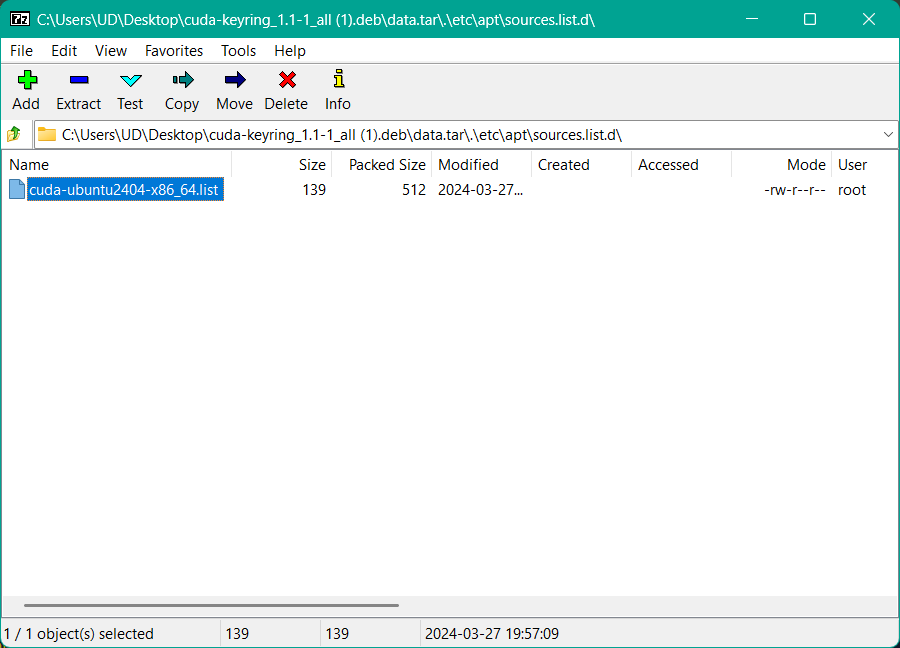 7z C:\Users\UD\Desktop\cuda-keyring_1.1-1_all (1).deb\data.tar\.\etc\apt\sources.list.d\
File Edit View Favorites Tools Help
Add Extract Test Copy Move Delete Info
C:\Users\UD\Desktop\cuda-keyring_1.1-1_all (1).deb\data.tar\.\etc\apt\sources.list.d\
Name Size Packed Size Modified Created Accessed Mode User
cuda-ubuntu2404-x86_64.list 139 512 2024-03-27... -rw-r--r-- root
1 / 1 object(s) selected 139 139 2024-03-27 19:57:09